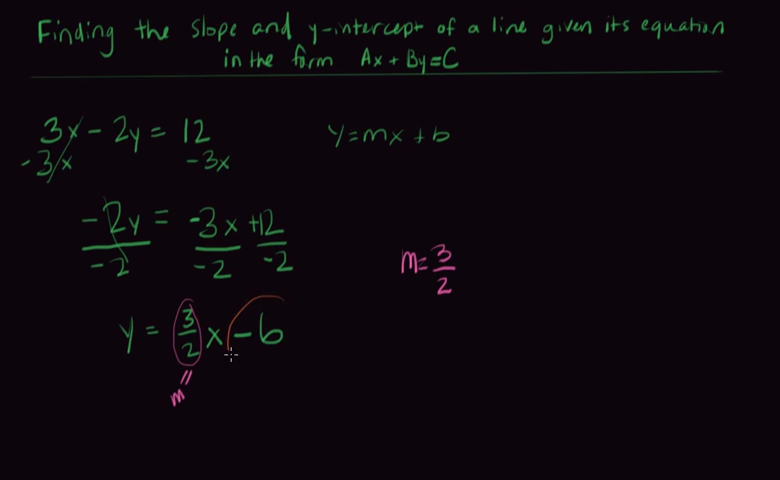 Finding the slope and y-intercept of a line given its equation
in the form Ax + By = C
3x - 2y = 12
y = mx + b
-3x -3x
-2y = -3x +12
-2 -2 -2
m = 3/2
y = 3/2 x - 6
m